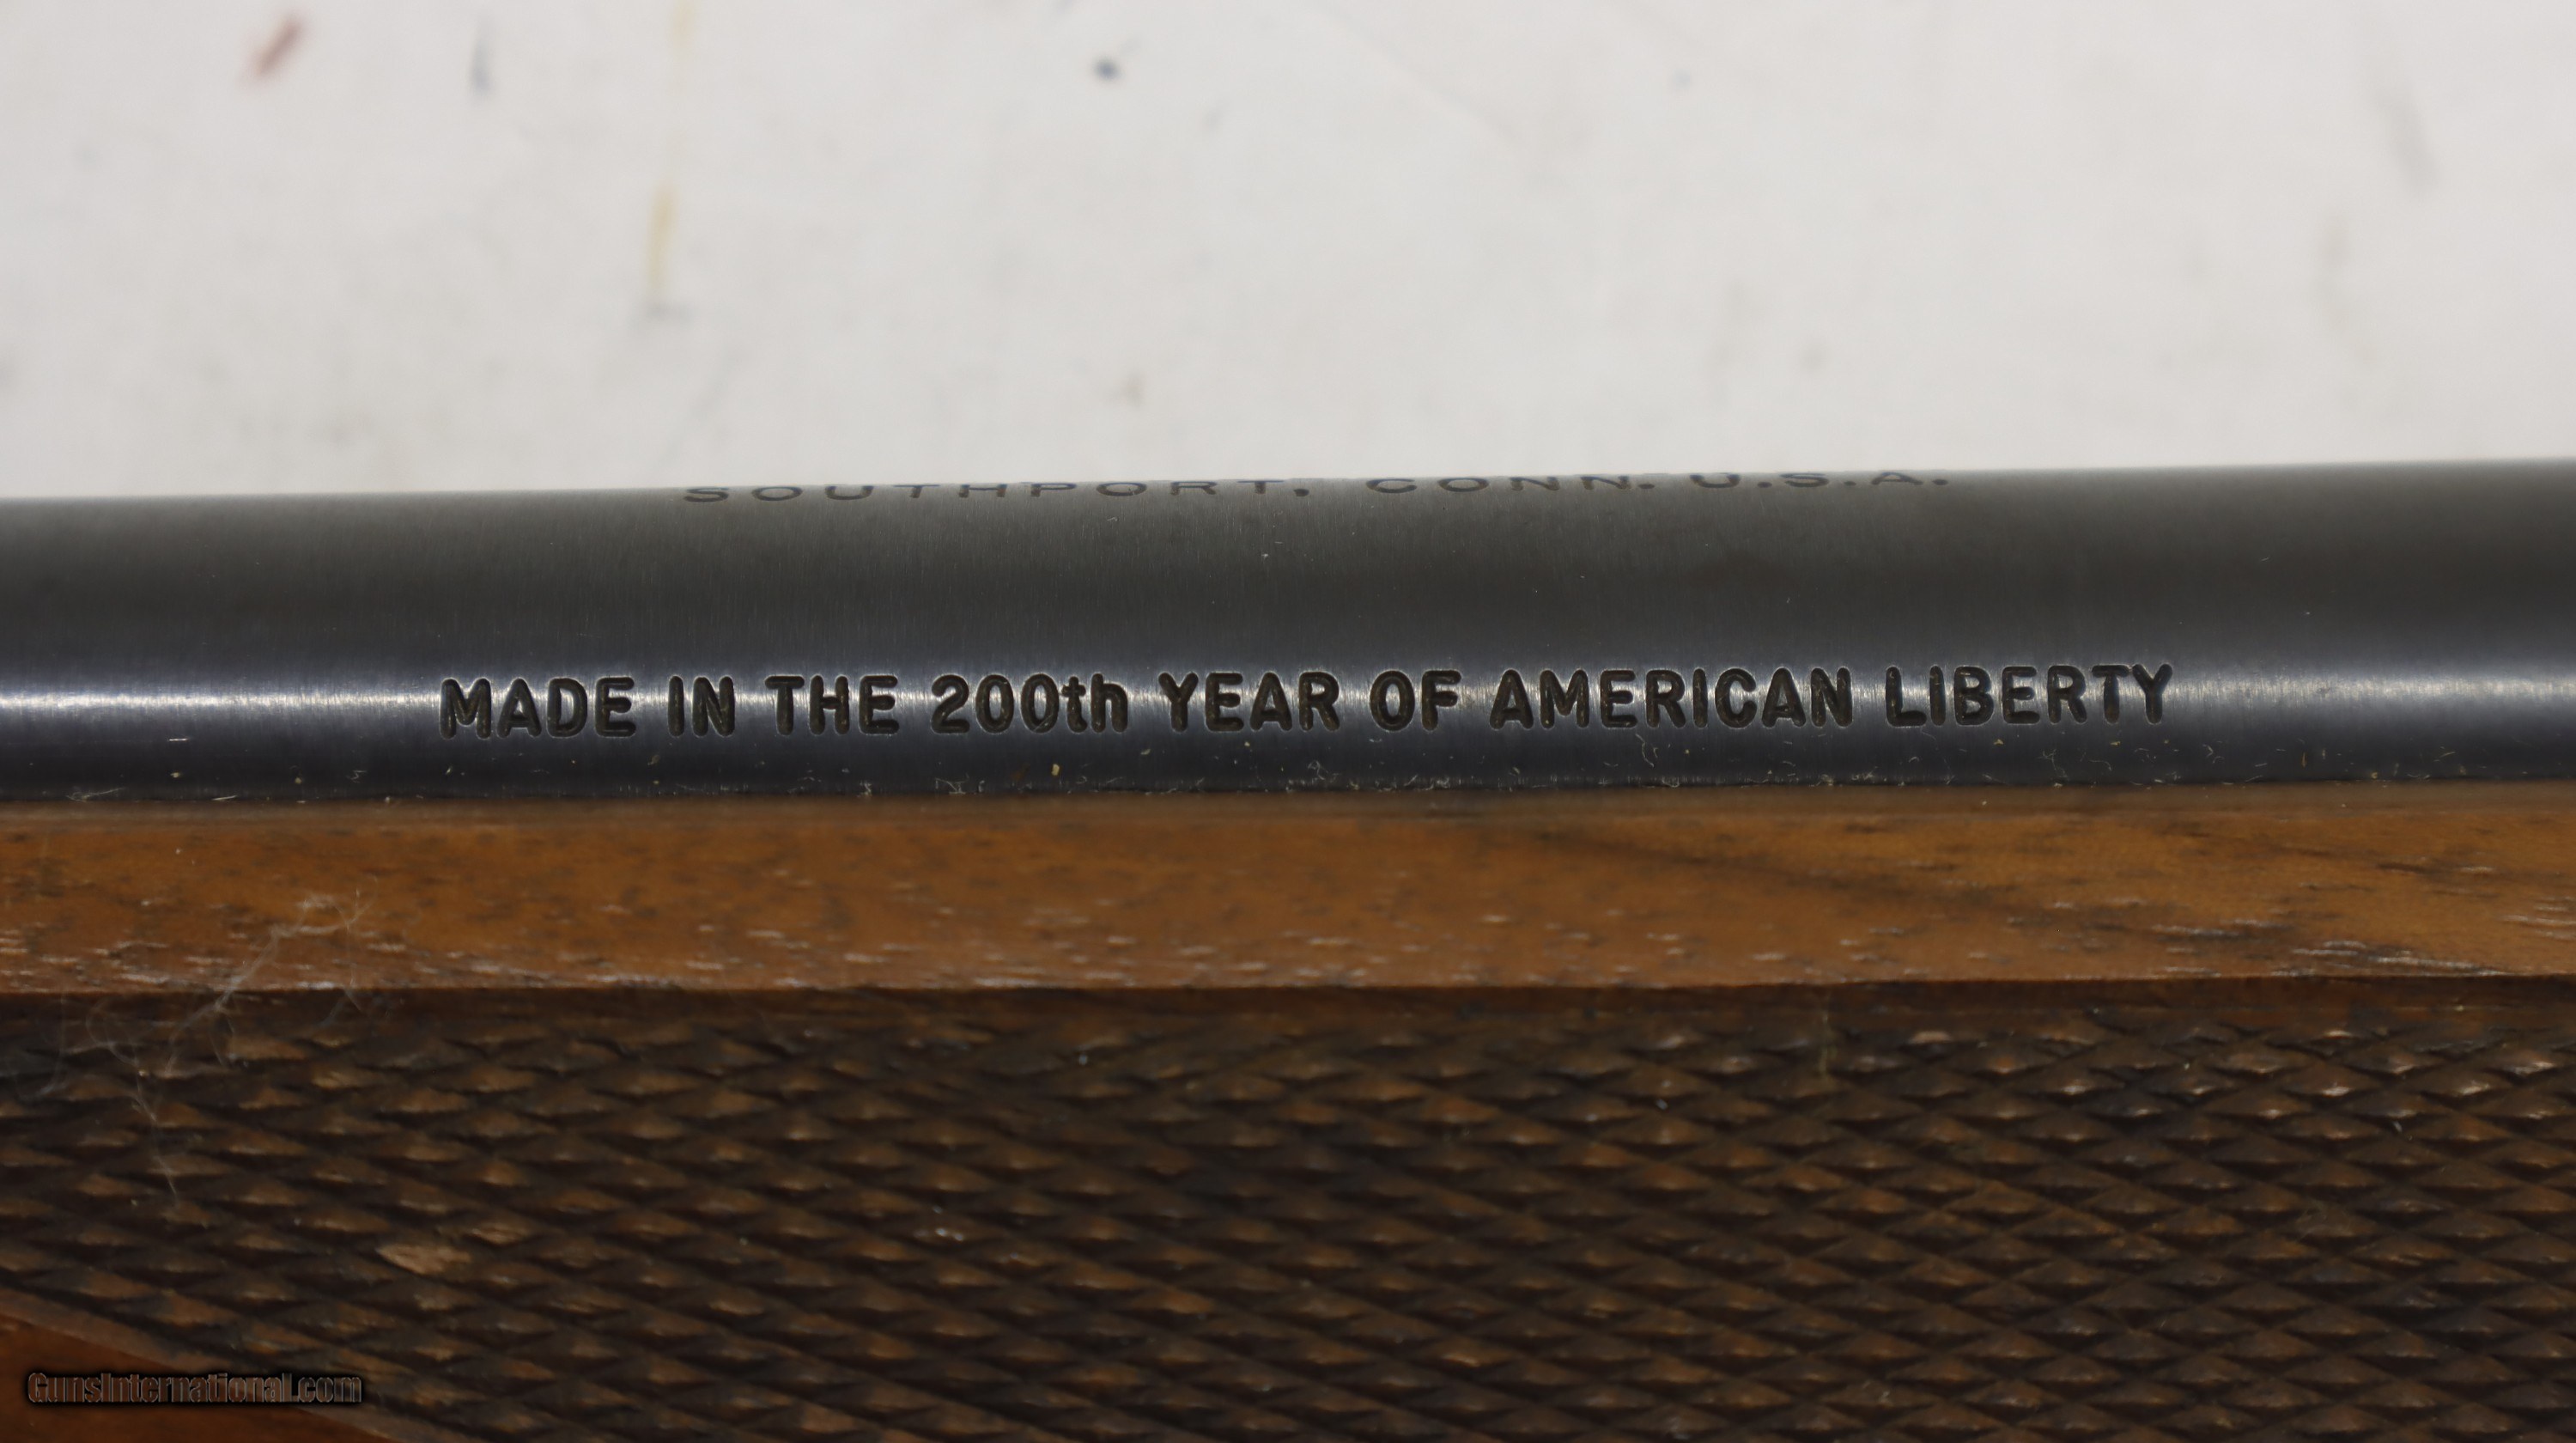 SOUTHPORT, CONN. U.S.A.
MADE IN THE 200th YEAR OF AMERICAN LIBERTY
GunsInternational.com